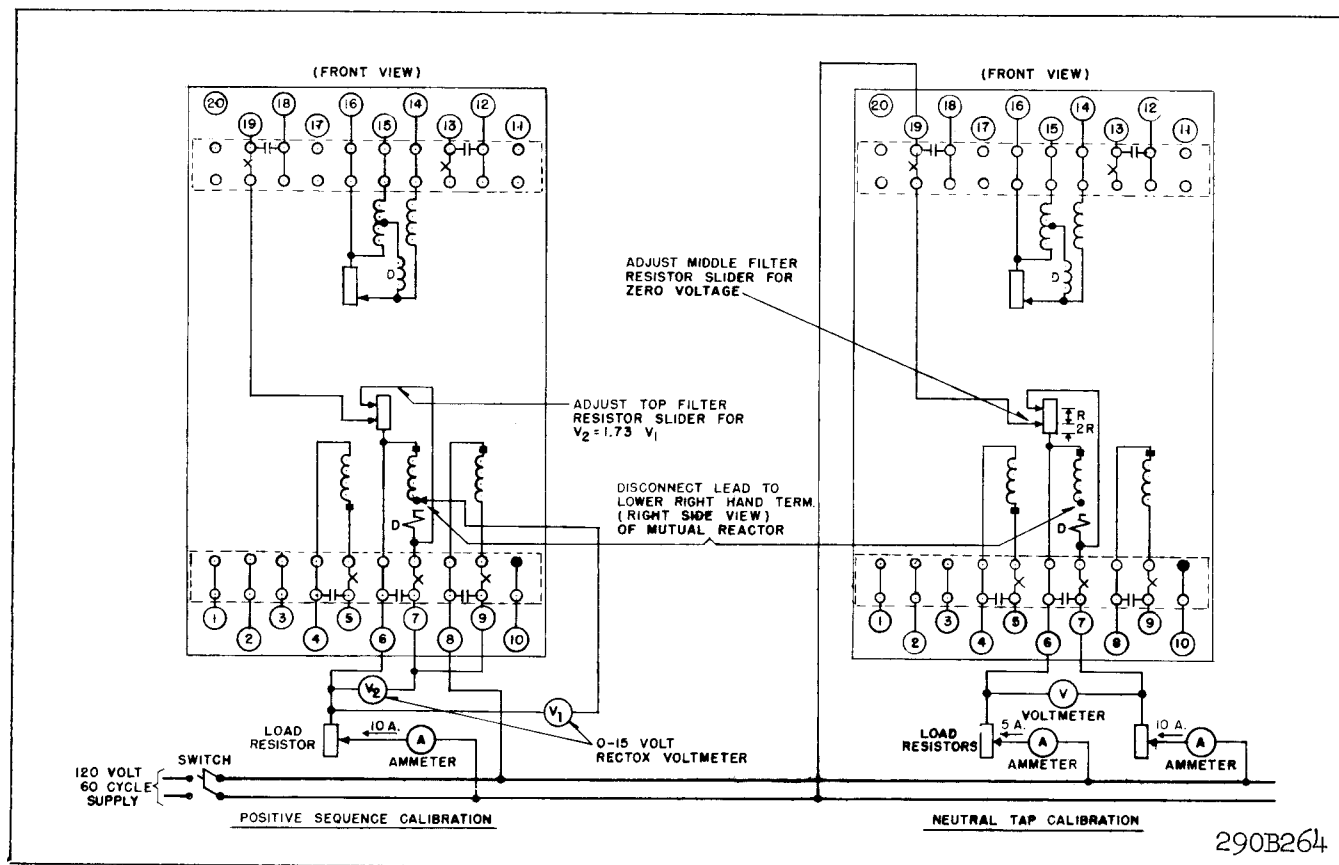 (FRONT VIEW)
20
18
16
14
12
19
17
15
13
11
D
ADJUST TOP FILTER
RESISTOR SLIDER FOR
V2=1.73 V1
D
1
2
3
4
5
6
7
8
9
10
V2
V1
LOAD
RESISTOR
10 A.
A
AMMETER
0-15 VOLT
RECTOX VOLTMETER
120 VOLT
60 CYCLE
SUPPLY
SWITCH
POSITIVE SEQUENCE CALIBRATION
DISCONNECT LEAD TO
LOWER RIGHT HAND TERM.
(RIGHT SIDE VIEW)
OF MUTUAL REACTOR
(FRONT VIEW)
20
18
16
14
12
19
17
15
13
11
D
ADJUST MIDDLE FILTER
RESISTOR SLIDER FOR
ZERO VOLTAGE
R
2R
D
1
2
3
4
5
6
7
8
9
10
V
VOLTMETER
LOAD
RESISTORS
5 A.
A
AMMETER
10 A.
A
AMMETER
NEUTRAL TAP CALIBRATION
290B264